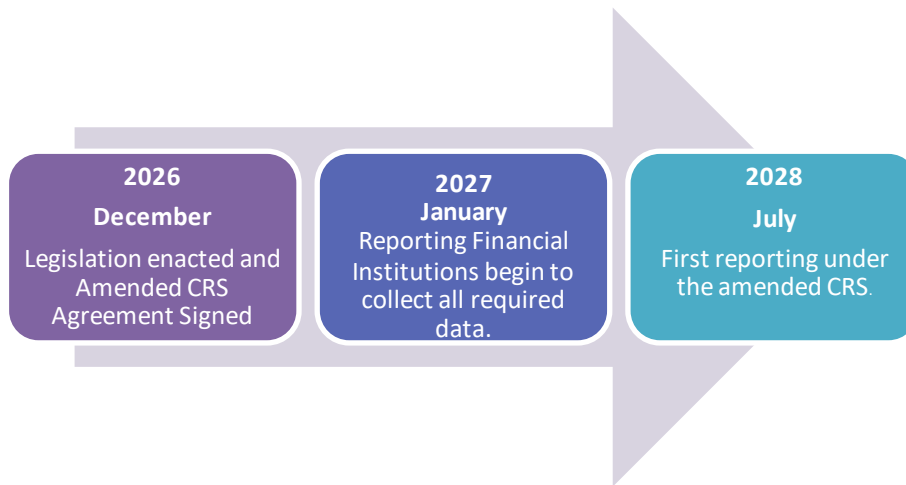 2026
December
Legislation enacted and
Amended CRS
Agreement Signed
2027
January
Reporting Financial
Institutions begin to
collect all required
data.
2028
July
First reporting under
the amended CRS.